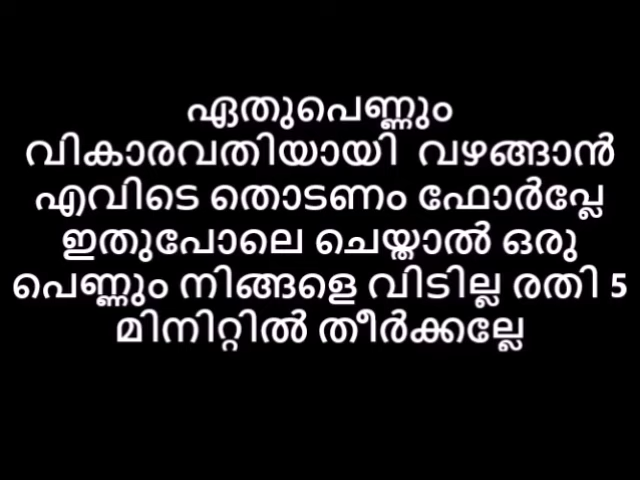 ഏതുപെണ്ണും
വികാരവതിയായി വഴങ്ങാൻ
എവിടെ തൊടണം ഫോർപ്ലേ
ഇതുപോലെ ചെയ്താൽ ഒരു
പെണ്ണും നിങ്ങളെ വിടില്ല രതി 5
മിനിറ്റിൽ തീർക്കല്ലേ